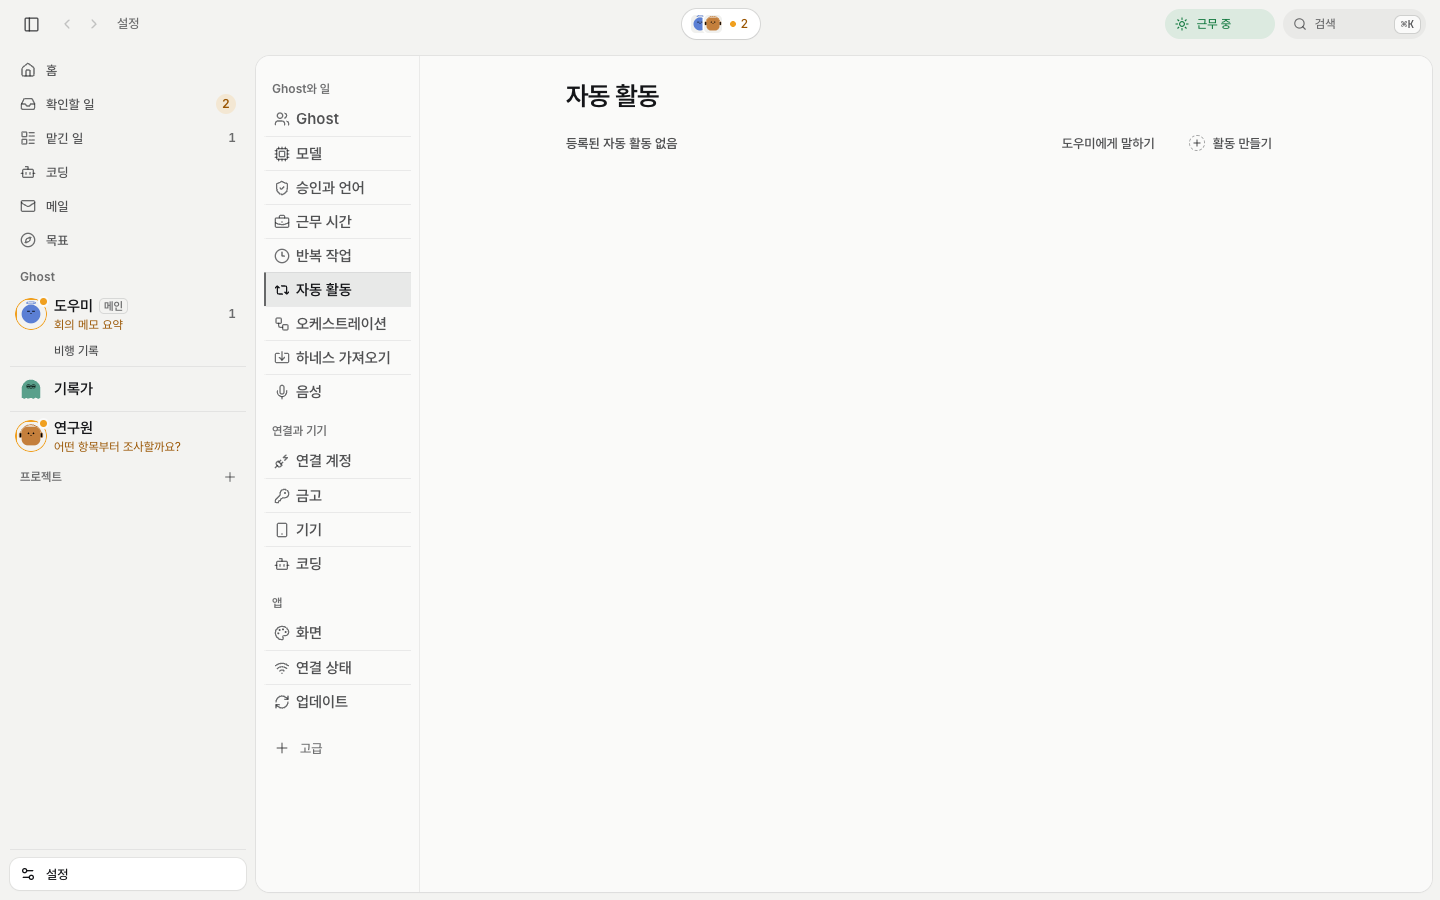 설정
2
근무 중
검색
⌘K
홈
확인할 일
2
맡긴 일
1
코딩
메일
목표
Ghost
도우미
메인
회의 메모 요약
1
비행 기록
기록가
연구원
어떤 항목부터 조사할까요?
프로젝트
설정
Ghost와 일
Ghost
모델
승인과 언어
근무 시간
반복 작업
자동 활동
오케스트레이션
하네스 가져오기
음성
연결과 기기
연결 계정
금고
기기
코딩
앱
화면
연결 상태
업데이트
고급
자동 활동
등록된 자동 활동 없음
도우미에게 말하기
활동 만들기